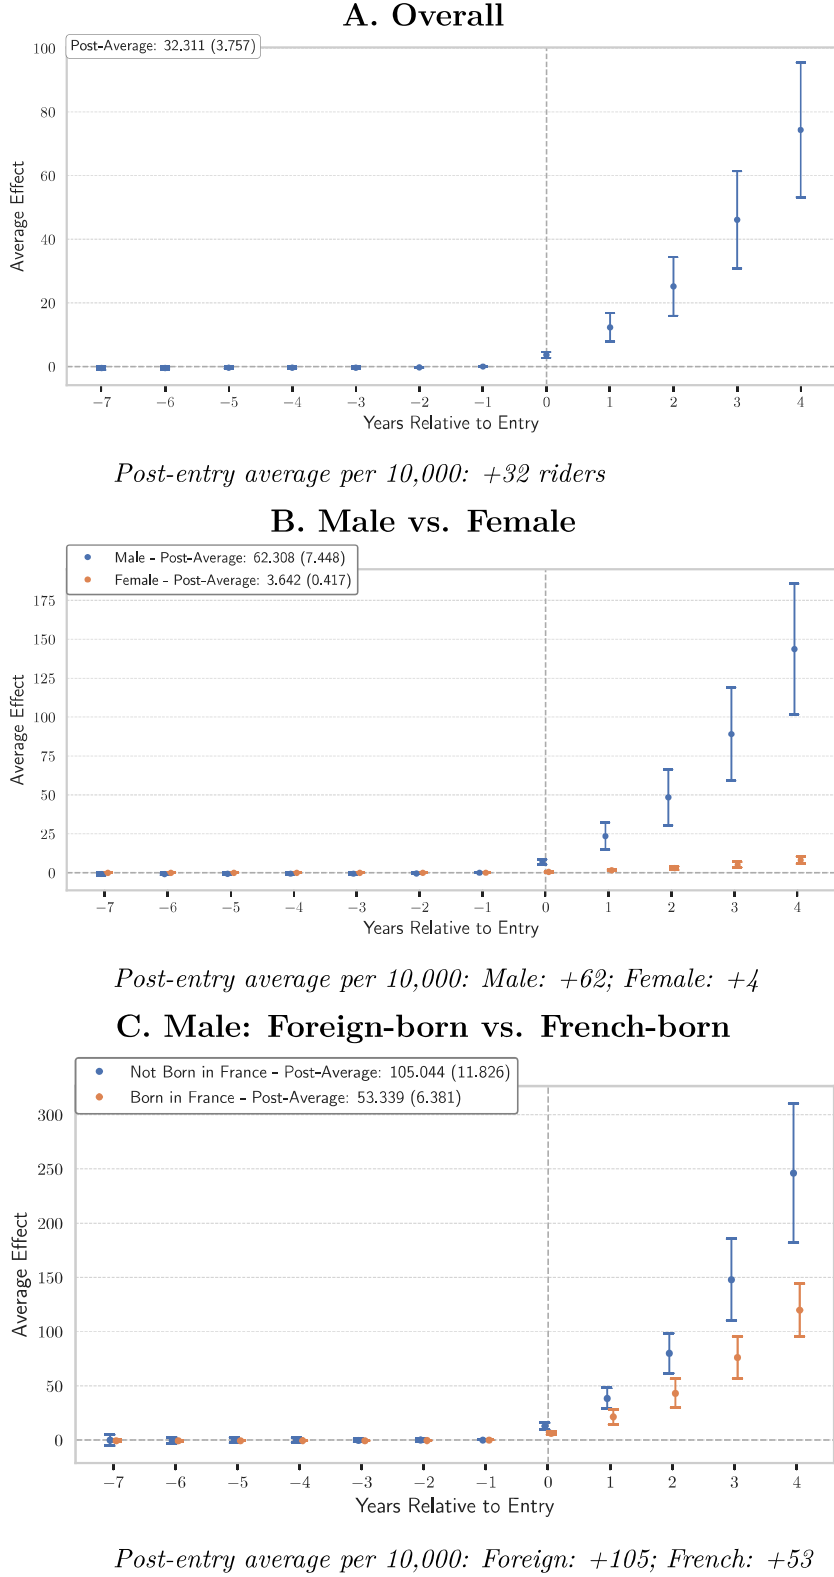 A. Overall
Post-Average: 32.311 (3.757)
100
80
60
40
20
0
Average Effect
−7 −6 −5 −4 −3 −2 −1 0 1 2 3 4
Years Relative to Entry
Post-entry average per 10,000: +32 riders
B. Male vs. Female
Male - Post-Average: 62.308 (7.448)
Female - Post-Average: 3.642 (0.417)
175
150
125
100
75
50
25
0
Average Effect
−7 −6 −5 −4 −3 −2 −1 0 1 2 3 4
Years Relative to Entry
Post-entry average per 10,000: Male: +62; Female: +4
C. Male: Foreign-born vs. French-born
Not Born in France - Post-Average: 105.044 (11.826)
Born in France - Post-Average: 53.339 (6.381)
300
250
200
150
100
50
0
Average Effect
−7 −6 −5 −4 −3 −2 −1 0 1 2 3 4
Years Relative to Entry
Post-entry average per 10,000: Foreign: +105; French: +53